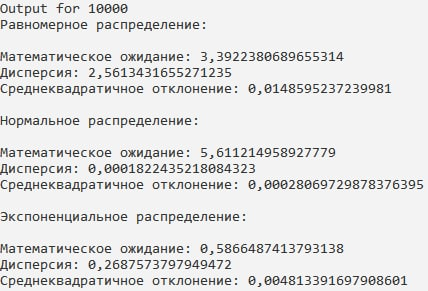 Output for 10000
Равномерное распределение:
Математическое ожидание: 3,3922380689655314
Дисперсия: 2,5613431655271235
Среднеквадратичное отклонение: 0,0148595237239981
Нормальное распределение:
Математическое ожидание: 5,611214958927779
Дисперсия: 0,0001822435218084323
Среднеквадратичное отклонение: 0,00028069729878376395
Экспоненциальное распределение:
Математическое ожидание: 0,5866487413793138
Дисперсия: 0,2687573797949472
Среднеквадратичное отклонение: 0,004813391697908601